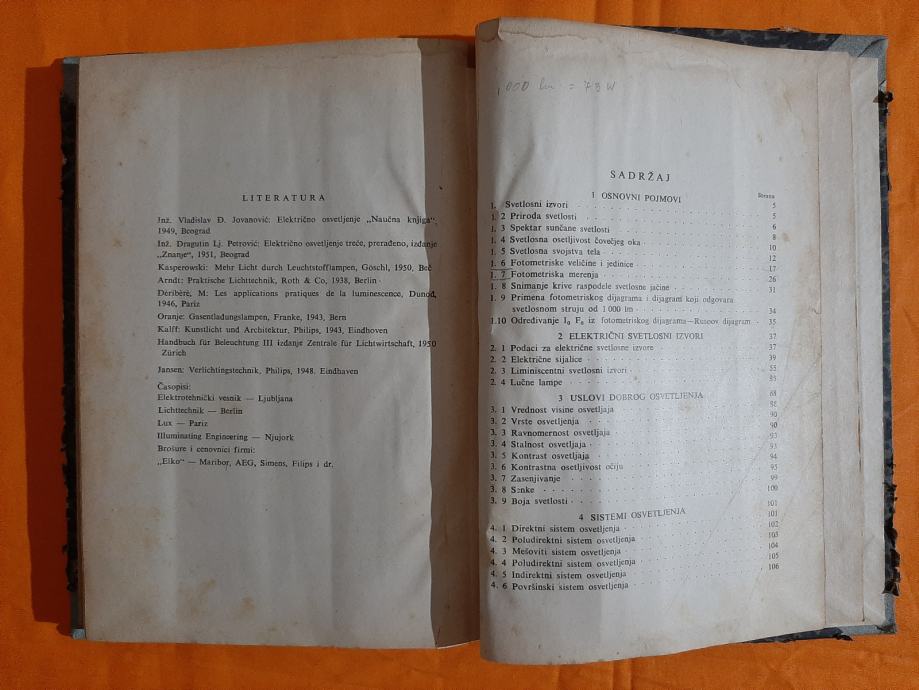 LITERATURA
Inž. Vladislav Đ. Jovanović: Električno osvetljenje „Naučna knjiga“,
1949, Beograd
Inž. Dragutin Lj. Petrović: Električno osvetljenje treće, prerađeno, izdanje
„Znanje“, 1951, Beograd
Kasperowski: Mehr Licht durch Leuchtstofflampen, Göschl, 1950, Beč
Arndt: Praktische Lichttechnik, Roth & Co, 1938, Berlin
Dèribèrè, M: Les applications pratiques de la luminescence, Dunod,
1946, Pariz
Oranje: Gasentladungslampen, Franke, 1943, Bern
Kalff: Kunstlicht und Architektur, Philips, 1943, Eindhoven
Handbuch für Beleuchtung III izdanje Zentrale für Lichtwirtschaft, 1950
Zürich
Jansen: Verlichtingstechnik, Philips, 1948. Eindhaven
Časopisi:
Elektrotehnički vesnik — Ljubljana
Lichttechnik — Berlin
Lux — Pariz
Illuminating Engineering — Njujork
Brošure i cenovnici firmi:
„Elko“ — Maribor, AEG, Simens, Filips i dr.
000 lm = 73 W
SADRŽAJ
Strana
1 OSNOVNI POJMOVI 5
1. Svetlosni izvori 5
1. 2 Priroda svetlosti 6
1. 3 Spektar sunčane svetlosti 8
1. 4 Svetlosna osetljivost čovečjeg oka 10
1. 5 Svetlosna svojstva tela 12
1. 6 Fotometriske veličine i jedinice 17
1. 7 Fotometriska merenja 26
1. 8 Snimanje krive raspodele svetlosne jačine 31
1. 9 Primena fotometriskog dijagrama i dijagram koji odgovara
svetlosnom struju od 1 000 lm 34
1.10 Određivanje I₀ F₀ iz fotometriskog dijagrama—Rusoov dijagram 35
2 ELEKTRIČNI SVETLOSNI IZVORI 37
2. 1 Podaci za električne svetlosne izvore 37
2. 2 Električne sijalice 39
2. 3 Liminiscentni svetlosni izvori 55
2. 4 Lučne lampe 85
3 USLOVI DOBROG OSVETLJENJA 88
3. 1 Vrednost visine osvetljaja 88
3. 2 Vrste osvetljenja 90
3. 3 Ravnomernost osvetljaja 90
3. 4 Stalnost osvetljaja 93
3. 5 Kontrast osvetljaja 93
3. 6 Kontrastna osetljivost očiju 94
3. 7 Zasenjivanje 95
3. 8 Senke 99
3. 9 Boja svetlosti 100
4 SISTEMI OSVETLJENJA 101
4. 1 Direktni sistem osvetljenja 101
4. 2 Poludirektni sistem osvetljenja 102
4. 3 Mešoviti sistem osvetljenja 103
4. 4 Poludirektni sistem osvetljenja 104
4. 5 Indirektni sistem osvetljenja 105
4. 6 Površinski sistem osvetljenja 106